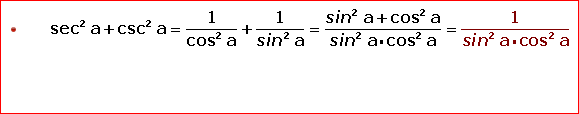 • sec² a + csc² a = 1/cos² a + 1/sin² a = (sin² a + cos² a)/(sin² a · cos² a) = 1/(sin² a · cos² a)